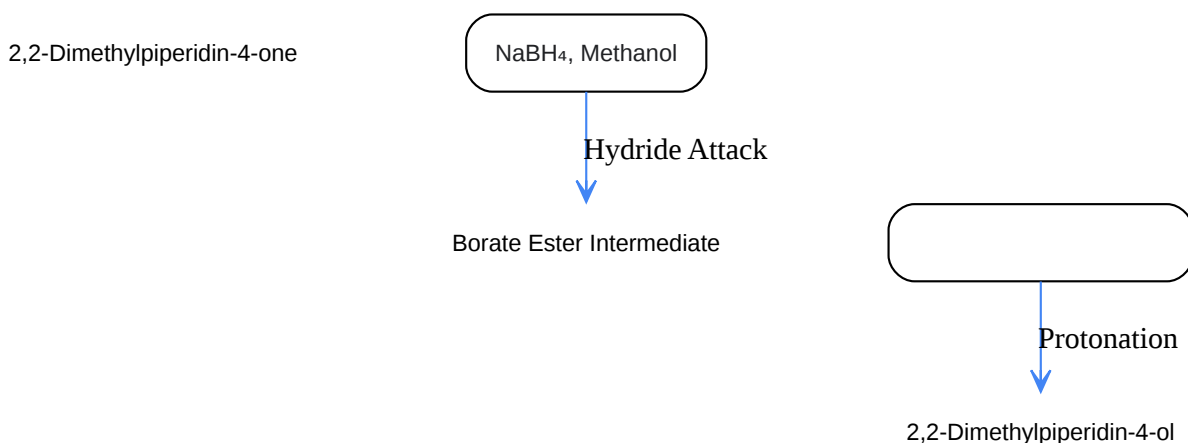 2,2-Dimethylpiperidin-4-one
NaBH₄, Methanol
Hydride Attack
Borate Ester Intermediate
Protonation
2,2-Dimethylpiperidin-4-ol